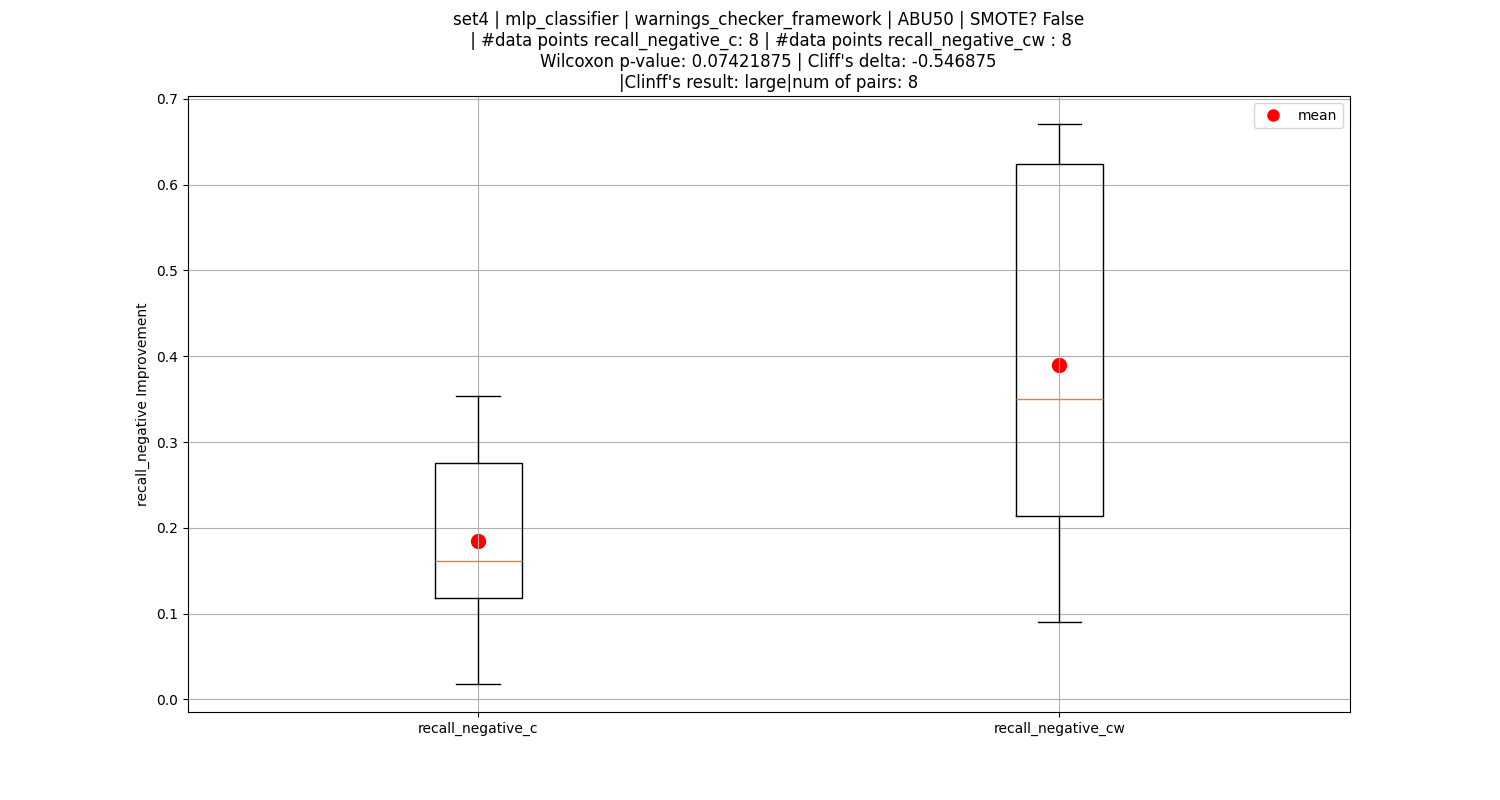 set4 | mlp_classifier | warnings_checker_framework | ABU50 | SMOTE? False
| #data points recall_negative_c: 8 | #data points recall_negative_cw : 8
Wilcoxon p-value: 0.07421875 | Cliff's delta: -0.546875
|Clinff's result: large|num of pairs: 8
mean
0.7
0.6
0.5
0.4
0.3
0.2
0.1
0.0
recall_negative Improvement
recall_negative_c
recall_negative_cw